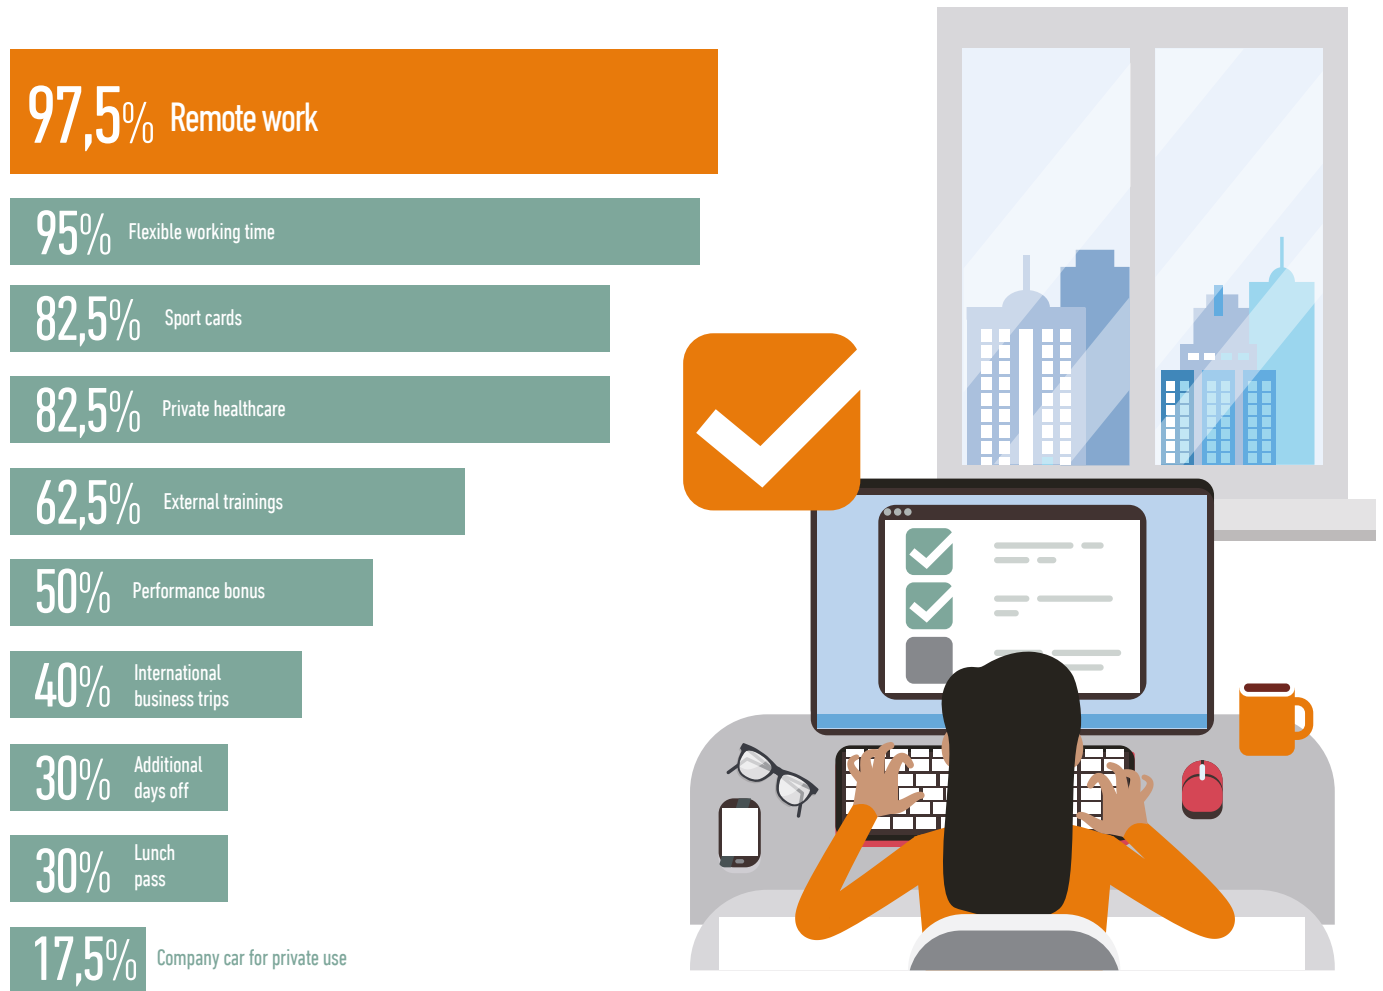 97,5% Remote work
95% Flexible working time
82,5% Sport cards
82,5% Private healthcare
62,5% External trainings
50% Performance bonus
40% International
business trips
30% Additional
days off
30% Lunch
pass
17,5% Company car for private use